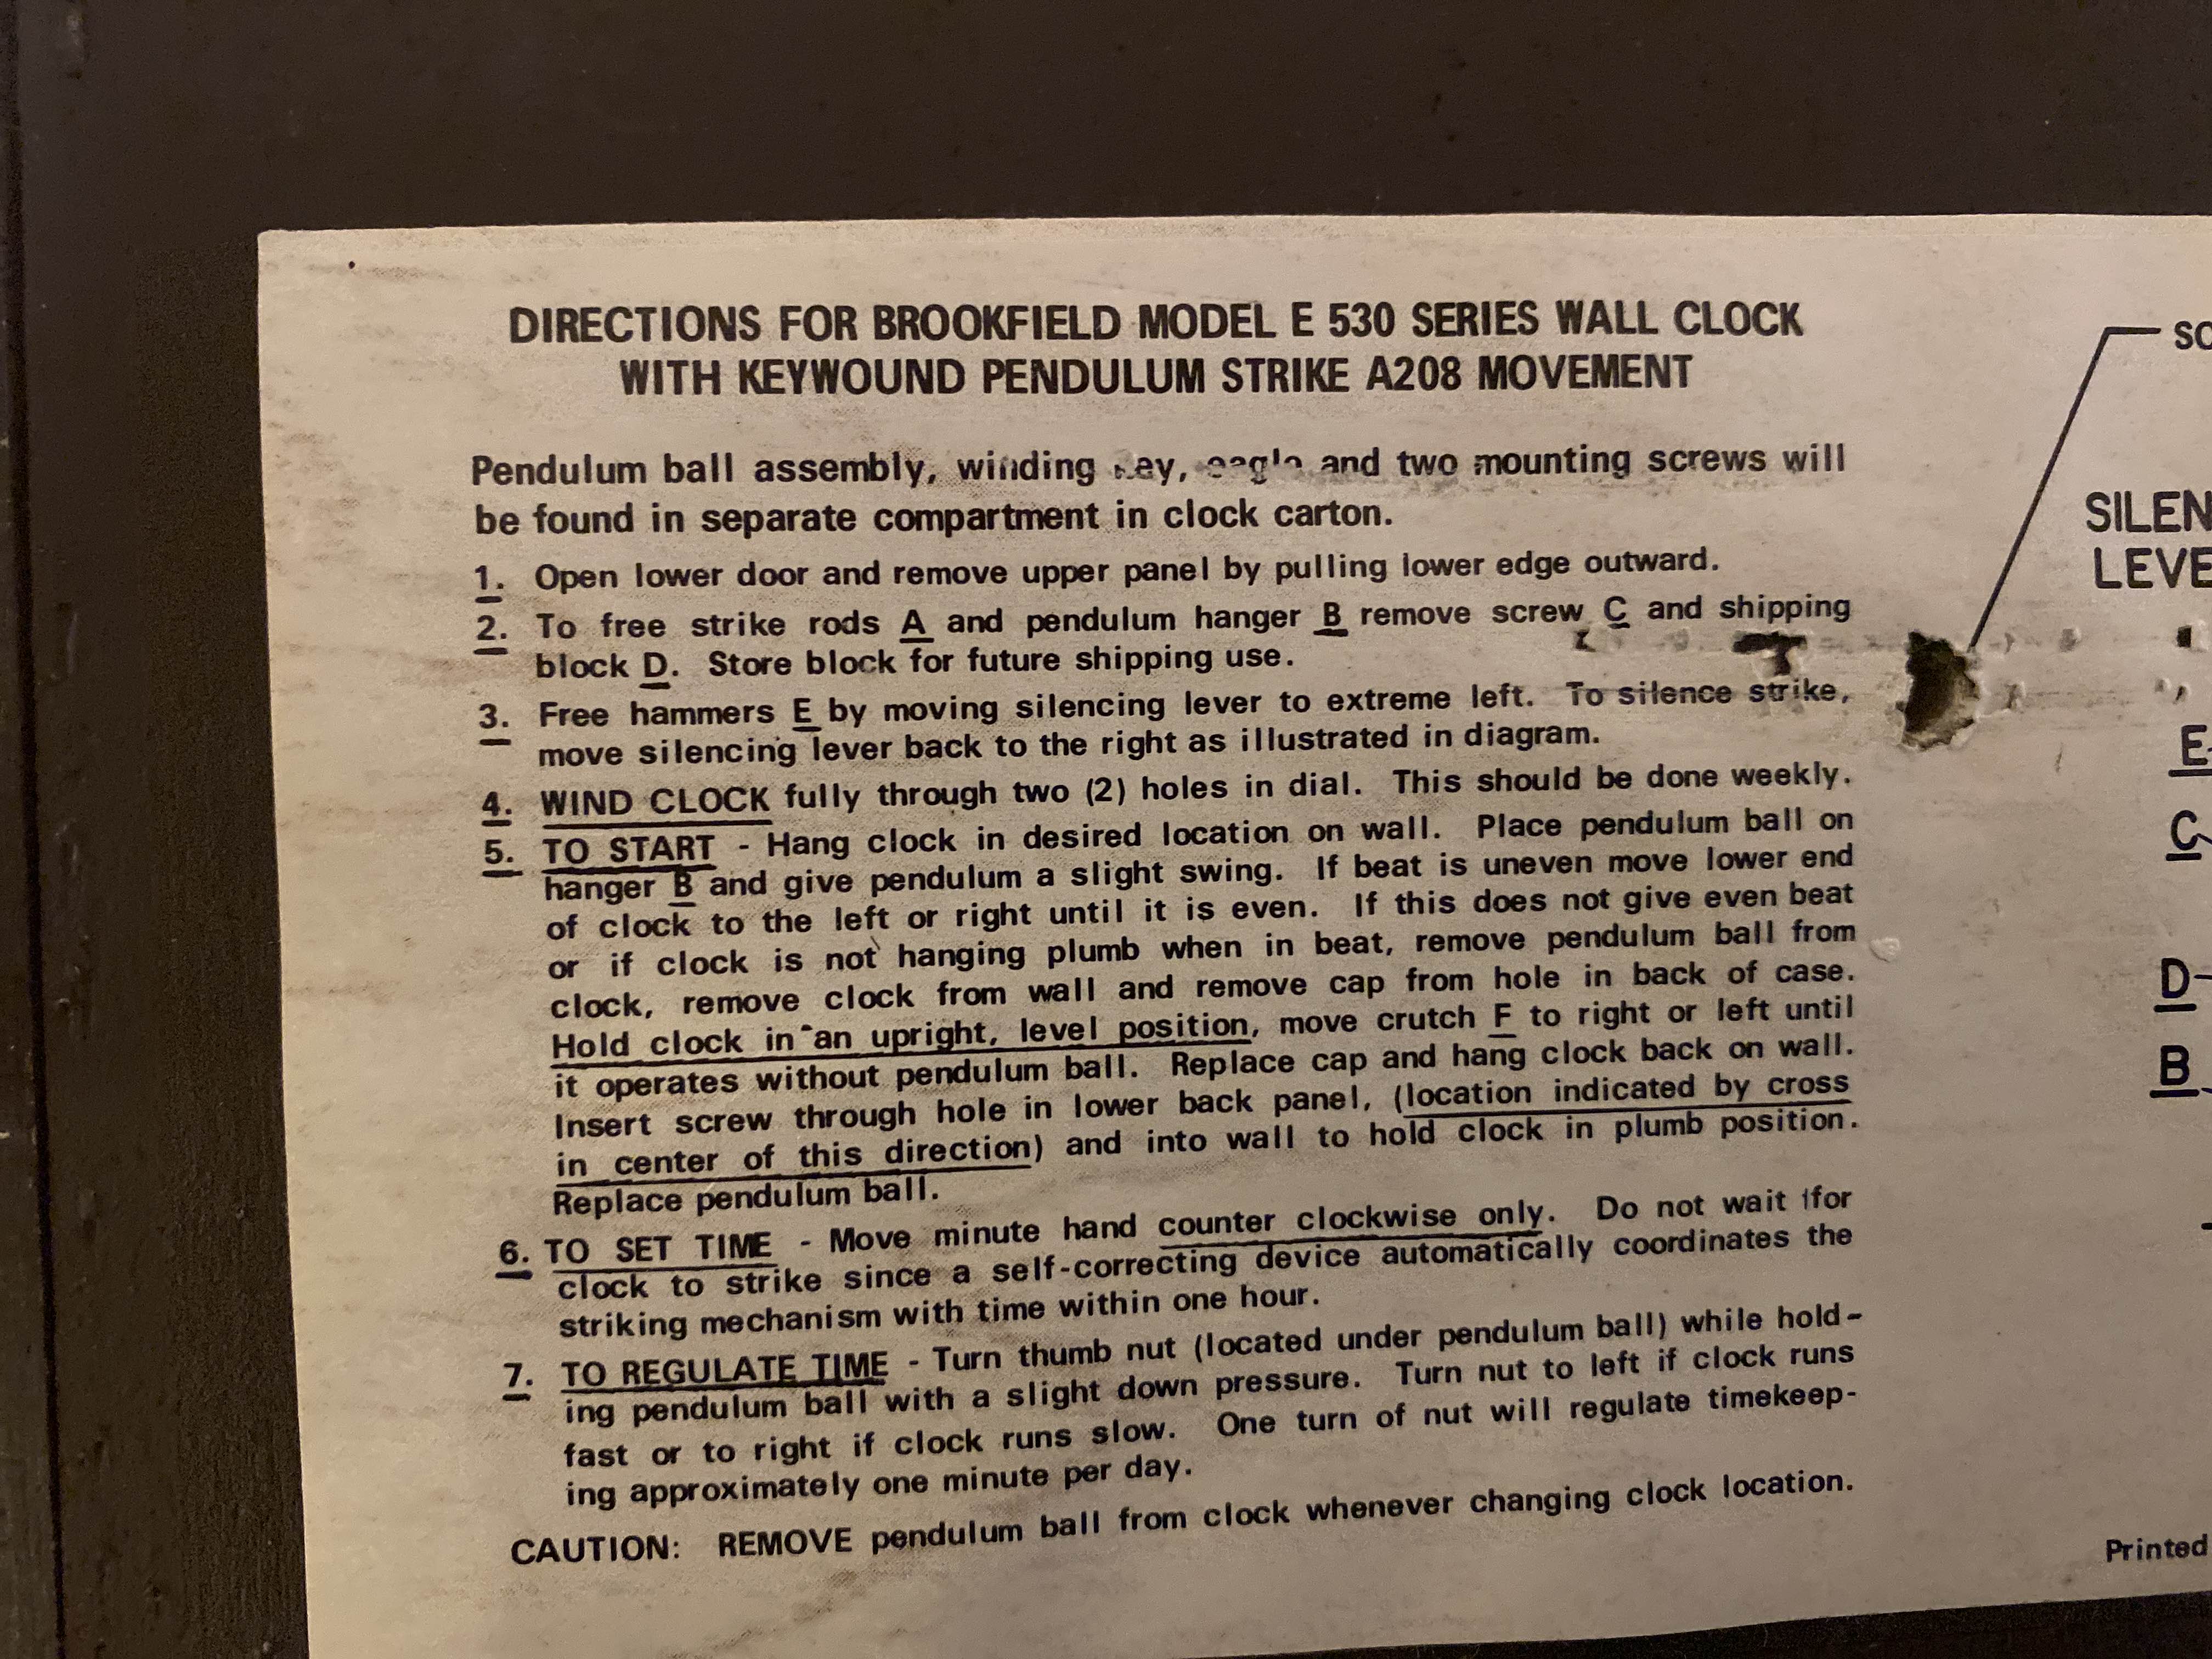 DIRECTIONS FOR BROOKFIELD MODEL E 530 SERIES WALL CLOCK
WITH KEYWOUND PENDULUM STRIKE A208 MOVEMENT
Pendulum ball assembly, winding key, eagle and two mounting screws will
be found in separate compartment in clock carton.
1. Open lower door and remove upper panel by pulling lower edge outward.
2. To free strike rods A and pendulum hanger B remove screw C and shipping
block D. Store block for future shipping use.
3. Free hammers E by moving silencing lever to extreme left. To silence strike,
move silencing lever back to the right as illustrated in diagram.
4. WIND CLOCK fully through two (2) holes in dial. This should be done weekly.
5. TO START - Hang clock in desired location on wall. Place pendulum ball on
hanger B and give pendulum a slight swing. If beat is uneven move lower end
of clock to the left or right until it is even. If this does not give even beat
or if clock is not hanging plumb when in beat, remove pendulum ball from
clock, remove clock from wall and remove cap from hole in back of case.
Hold clock in an upright, level position, move crutch F to right or left until
it operates without pendulum ball. Replace cap and hang clock back on wall.
Insert screw through hole in lower back panel, (location indicated by cross
in center of this direction) and into wall to hold clock in plumb position.
Replace pendulum ball.
6. TO SET TIME - Move minute hand counter clockwise only. Do not wait for
clock to strike since a self-correcting device automatically coordinates the
striking mechanism with time within one hour.
7. TO REGULATE TIME - Turn thumb nut (located under pendulum ball) while hold-
ing pendulum ball with a slight down pressure. Turn nut to left if clock runs
fast or to right if clock runs slow. One turn of nut will regulate timekeep-
ing approximately one minute per day.
CAUTION: REMOVE pendulum ball from clock whenever changing clock location.
SC
SILEN
LEVE
E
C
D
B
Printed